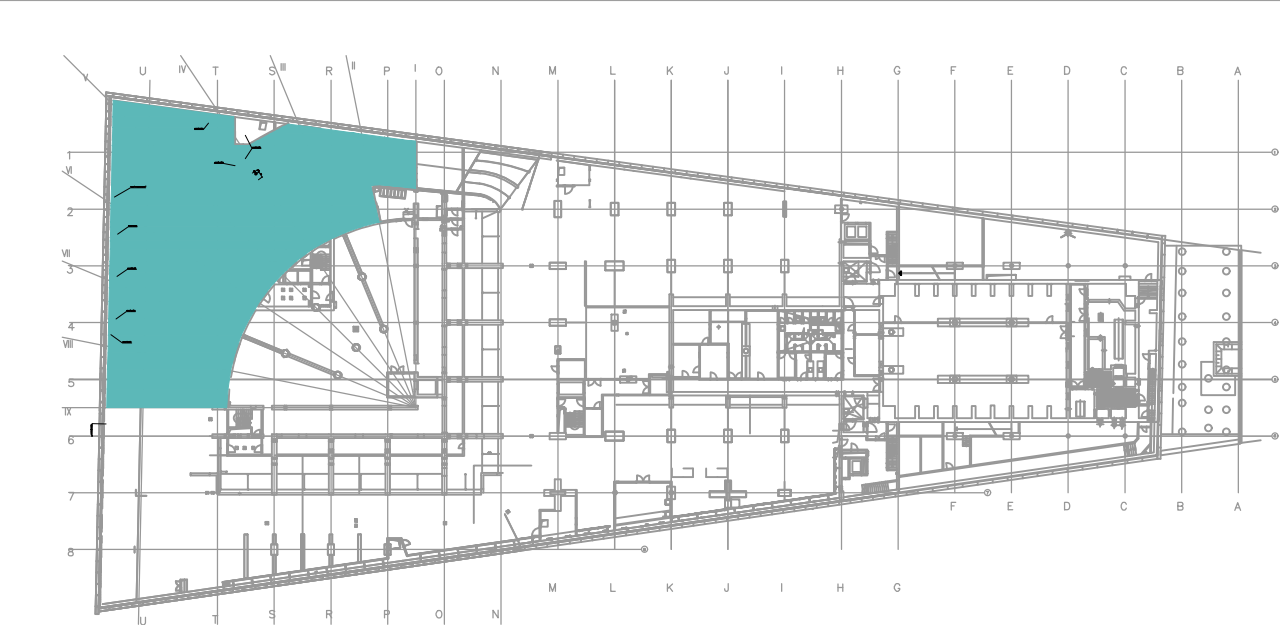 V U IV T S III R II P I O N M L K J I H G F E D C B A
1
VI
2
VII
3
4
VIII
5
IX
6
7
F E D C B A
8
M L K J I H G
U T S R P O N